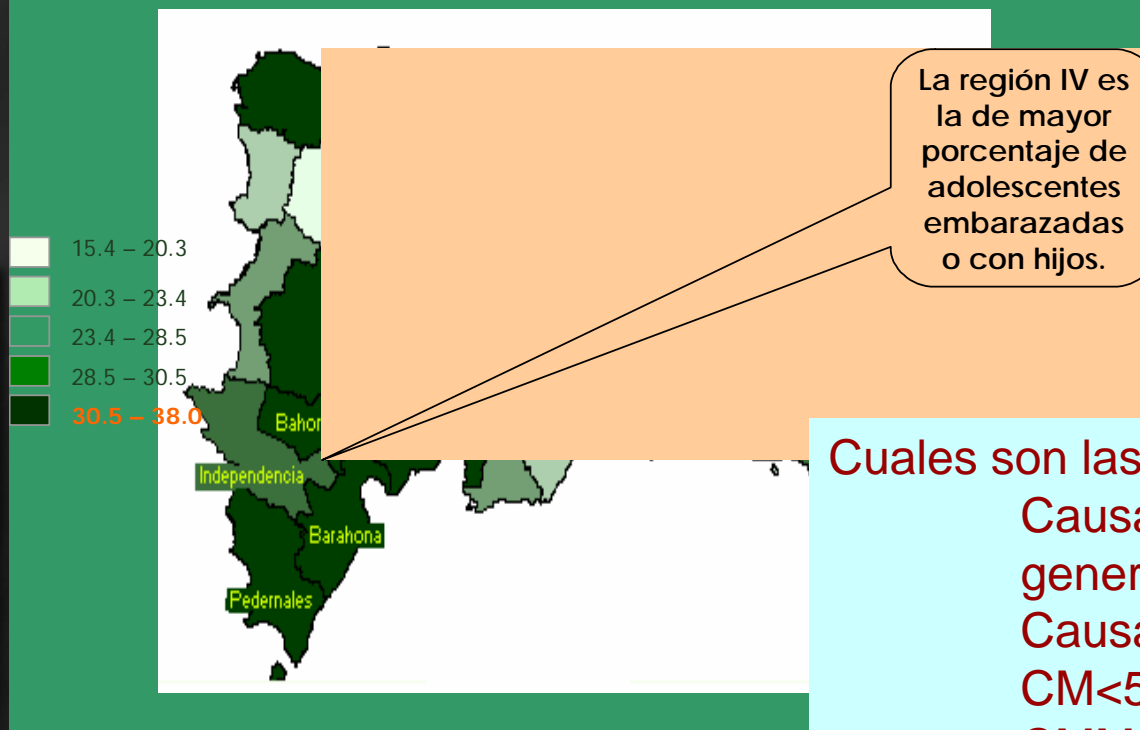 La región IV es
la de mayor
porcentaje de
adolescentes
embarazadas
o con hijos.
15.4 – 20.3
20.3 – 23.4
23.4 – 28.5
28.5 – 30.5
30.5 – 38.0
Bahor
Independencia
Barahona
Pedernales
Cuales son las
Causa
gener
Causa
CM<5